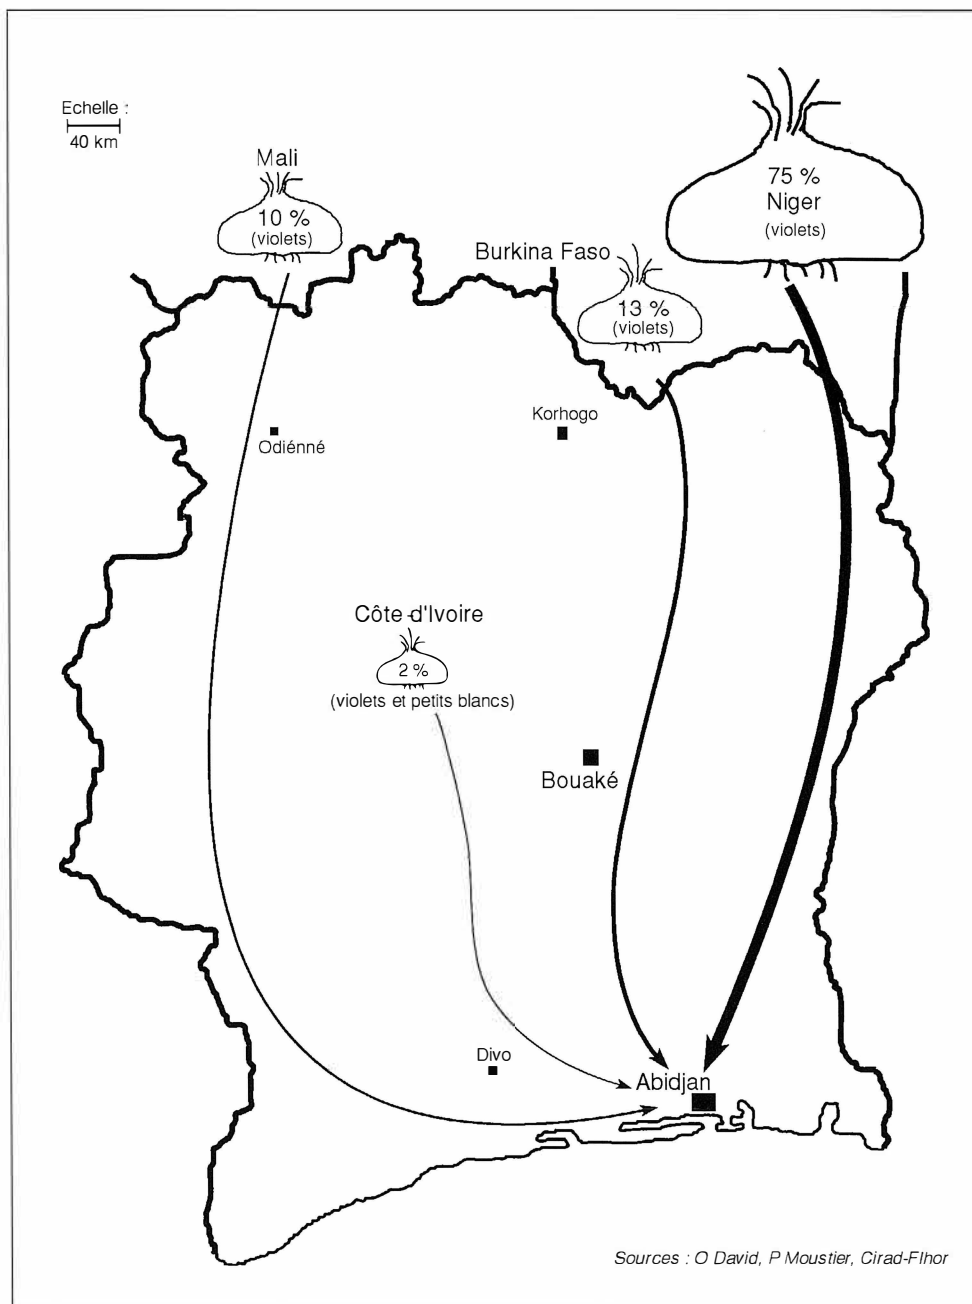 Echelle :
40 km
Mali
10 %
(violets)
75 %
Niger
(violets)
Burkina Faso
13 %
(violets)
Korhogo
Odiénné
Côte d'Ivoire
2 %
(violets et petits blancs)
Bouaké
Divo
Abidjan
Sources : O David, P Moustier, Cirad-Flhor